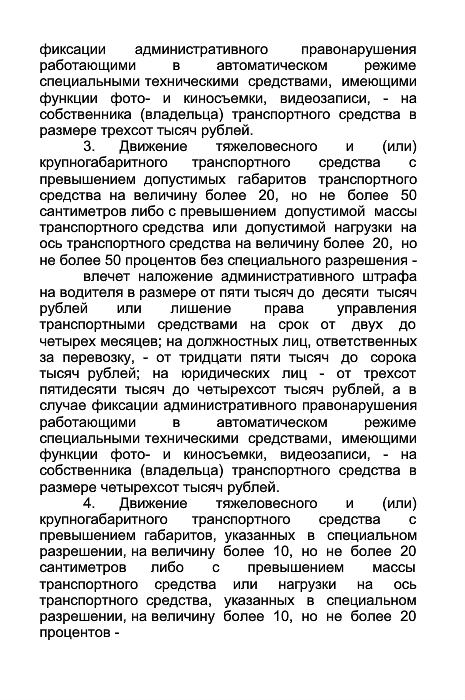 фиксации административного правонарушения
работающими в автоматическом режиме
специальными техническими средствами, имеющими
функции фото- и киносъемки, видеозаписи, - на
собственника (владельца) транспортного средства в
размере трехсот тысяч рублей.
3. Движение тяжеловесного и (или)
крупногабаритного транспортного средства с
превышением допустимых габаритов транспортного
средства на величину более 20, но не более 50
сантиметров либо с превышением допустимой массы
транспортного средства или допустимой нагрузки на
ось транспортного средства на величину более 20, но
не более 50 процентов без специального разрешения -
влечет наложение административного штрафа
на водителя в размере от пяти тысяч до десяти тысяч
рублей или лишение права управления
транспортными средствами на срок от двух до
четырех месяцев; на должностных лиц, ответственных
за перевозку, - от тридцати пяти тысяч до сорока
тысяч рублей; на юридических лиц - от трехсот
пятидесяти тысяч до четырехсот тысяч рублей, а в
случае фиксации административного правонарушения
работающими в автоматическом режиме
специальными техническими средствами, имеющими
функции фото- и киносъемки, видеозаписи, - на
собственника (владельца) транспортного средства в
размере четырехсот тысяч рублей.
4. Движение тяжеловесного и (или)
крупногабаритного транспортного средства с
превышением габаритов, указанных в специальном
разрешении, на величину более 10, но не более 20
сантиметров либо с превышением массы
транспортного средства или нагрузки на ось
транспортного средства, указанных в специальном
разрешении, на величину более 10, но не более 20
процентов -